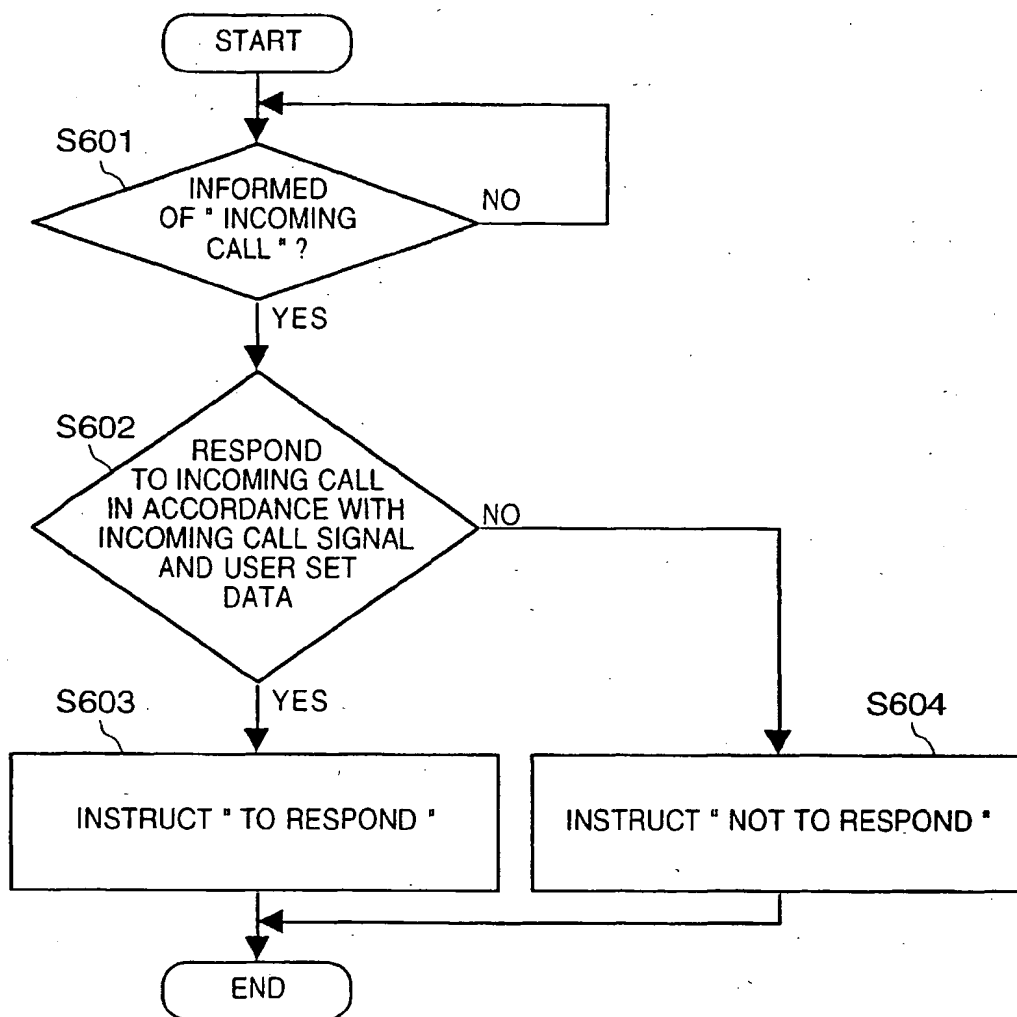 START
S601
INFORMED
OF " INCOMING
CALL " ?
NO
YES
S602
RESPOND
TO INCOMING CALL
IN ACCORDANCE WITH
INCOMING CALL SIGNAL
AND USER SET
DATA
NO
YES
S603
S604
INSTRUCT " TO RESPOND "
INSTRUCT " NOT TO RESPOND "
END